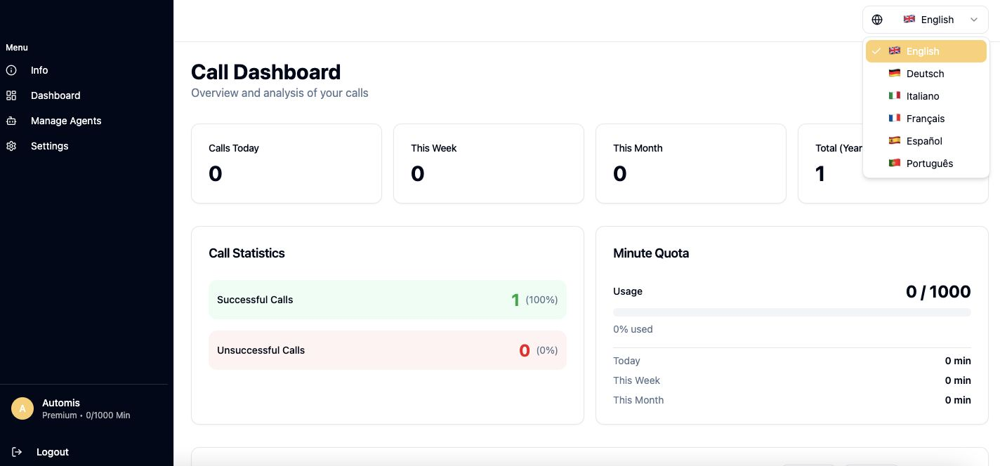 English
Menu
Info
Dashboard
Manage Agents
Settings
Call Dashboard
Overview and analysis of your calls
English
Deutsch
Italiano
Français
Español
Português
Calls Today
0
This Week
0
This Month
0
Total (Year
1
Call Statistics
Successful Calls 1 (100%)
Unsuccessful Calls 0 (0%)
Minute Quota
Usage 0 / 1000
0% used
Today 0 min
This Week 0 min
This Month 0 min
A
Automis
Premium • 0/1000 Min
Logout